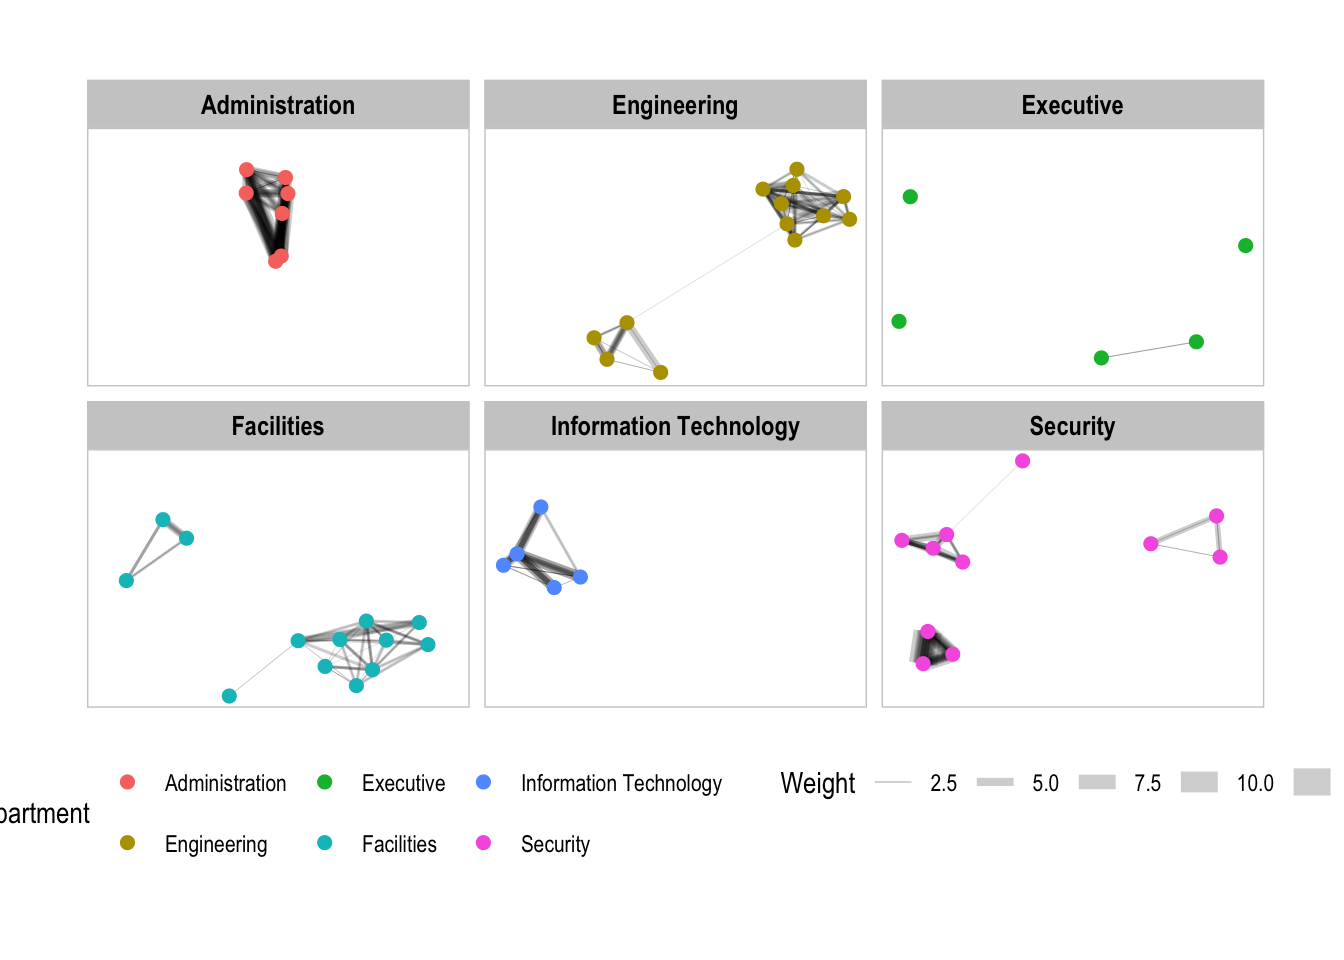 Administration
Engineering
Executive
Facilities
Information Technology
Security
partment
Administration
Executive
Information Technology
Engineering
Facilities
Security
Weight
2.5
5.0
7.5
10.0